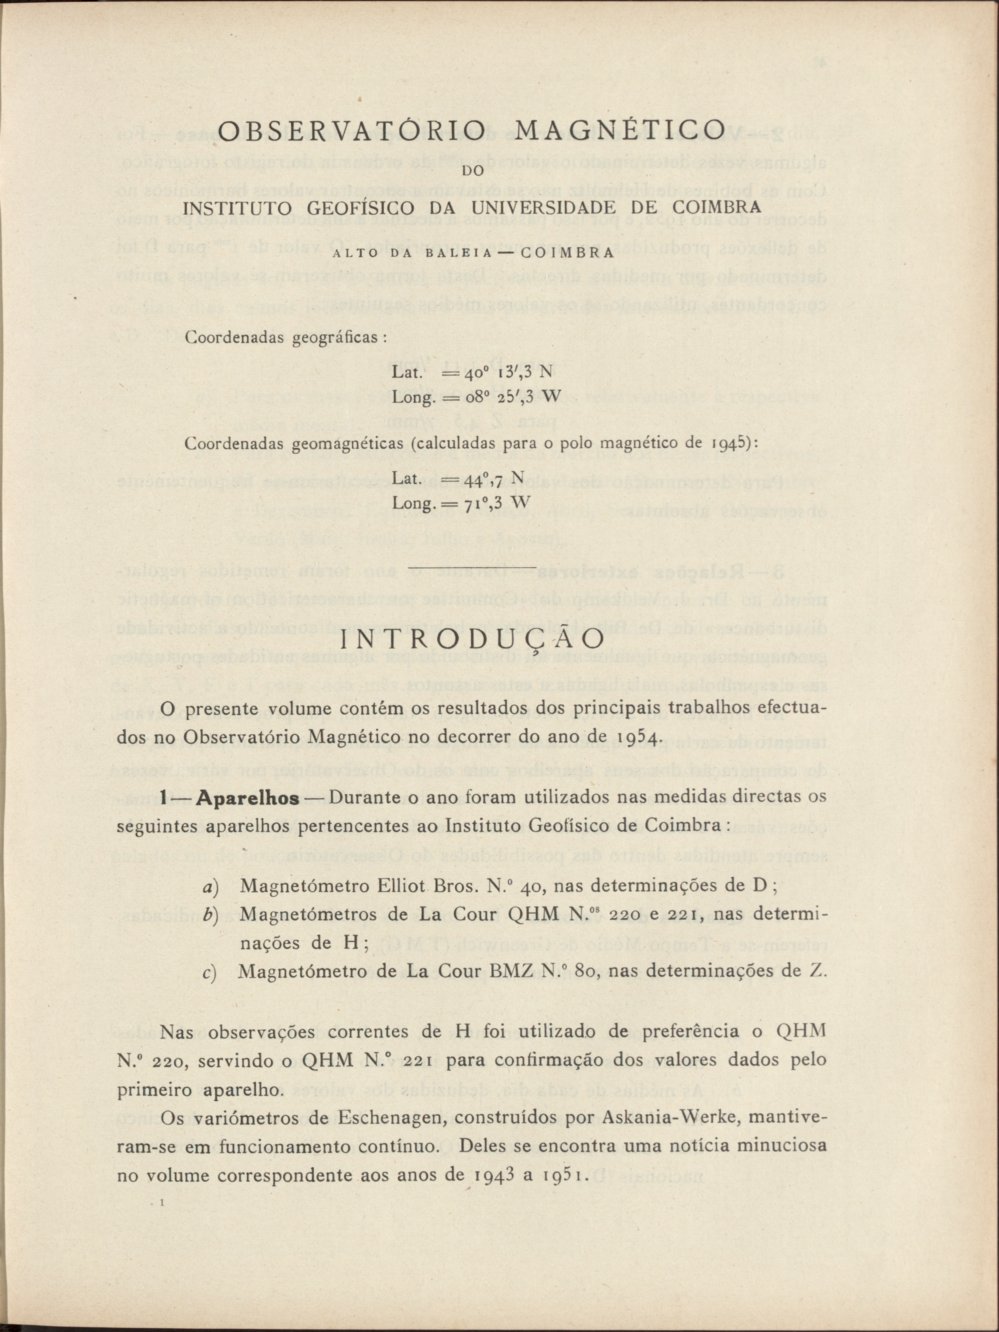 OBSERVATÓRIO MAGNÉTICO
DO
INSTITUTO GEOFÍSICO DA UNIVERSIDADE DE COIMBRA
ALTO DA BALEIA — COIMBRA
Coordenadas geográficas :
Lat. = 40° 13′,3 N
Long. = 08° 25′,3 W
Coordenadas geomagnéticas (calculadas para o polo magnético de 1945):
Lat. = 44°,7 N
Long. = 71°,3 W
INTRODUÇÃO
O presente volume contém os resultados dos principais trabalhos efectua-
dos no Observatório Magnético no decorrer do ano de 1954.
1 — Aparelhos — Durante o ano foram utilizados nas medidas directas os
seguintes aparelhos pertencentes ao Instituto Geofísico de Coimbra :
a) Magnetómetro Elliot Bros. N.º 40, nas determinações de D ;
b) Magnetómetros de La Cour QHM N.os 220 e 221, nas determi-
nações de H ;
c) Magnetómetro de La Cour BMZ N.º 80, nas determinações de Z.
Nas observações correntes de H foi utilizado de preferência o QHM
N.º 220, servindo o QHM N.º 221 para confirmação dos valores dados pelo
primeiro aparelho.
Os variómetros de Eschenagen, construídos por Askania-Werke, mantive-
ram-se em funcionamento contínuo. Deles se encontra uma notícia minuciosa
no volume correspondente aos anos de 1943 a 1951.
1